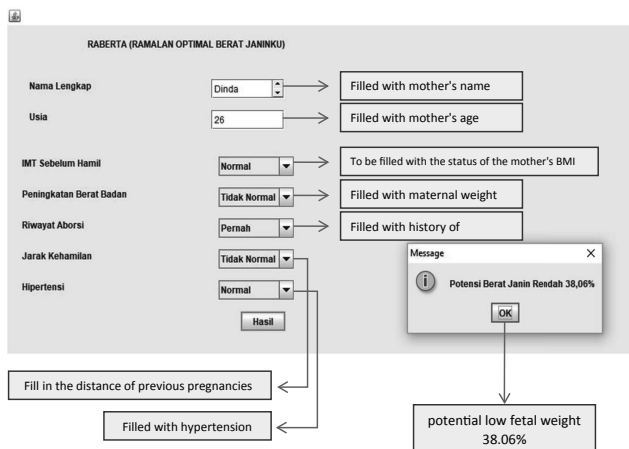 RABERTA (RAMALAN OPTIMAL BERAT JANINKU)
Nama Lengkap
Dinda
Filled with mother's name
Usia
26
Filled with mother's age
IMT Sebelum Hamil
Normal
To be filled with the status of the mother's BMI
Peningkatan Berat Badan
Tidak Normal
Filled with maternal weight
Riwayat Aborsi
Pernah
Filled with history of
Jarak Kehamilan
Tidak Normal
Hipertensi
Normal
Hasil
Message
X
Potensi Berat Janin Rendah 38,06%
OK
Fill in the distance of previous pregnancies
Filled with hypertension
potential low fetal weight
38.06%